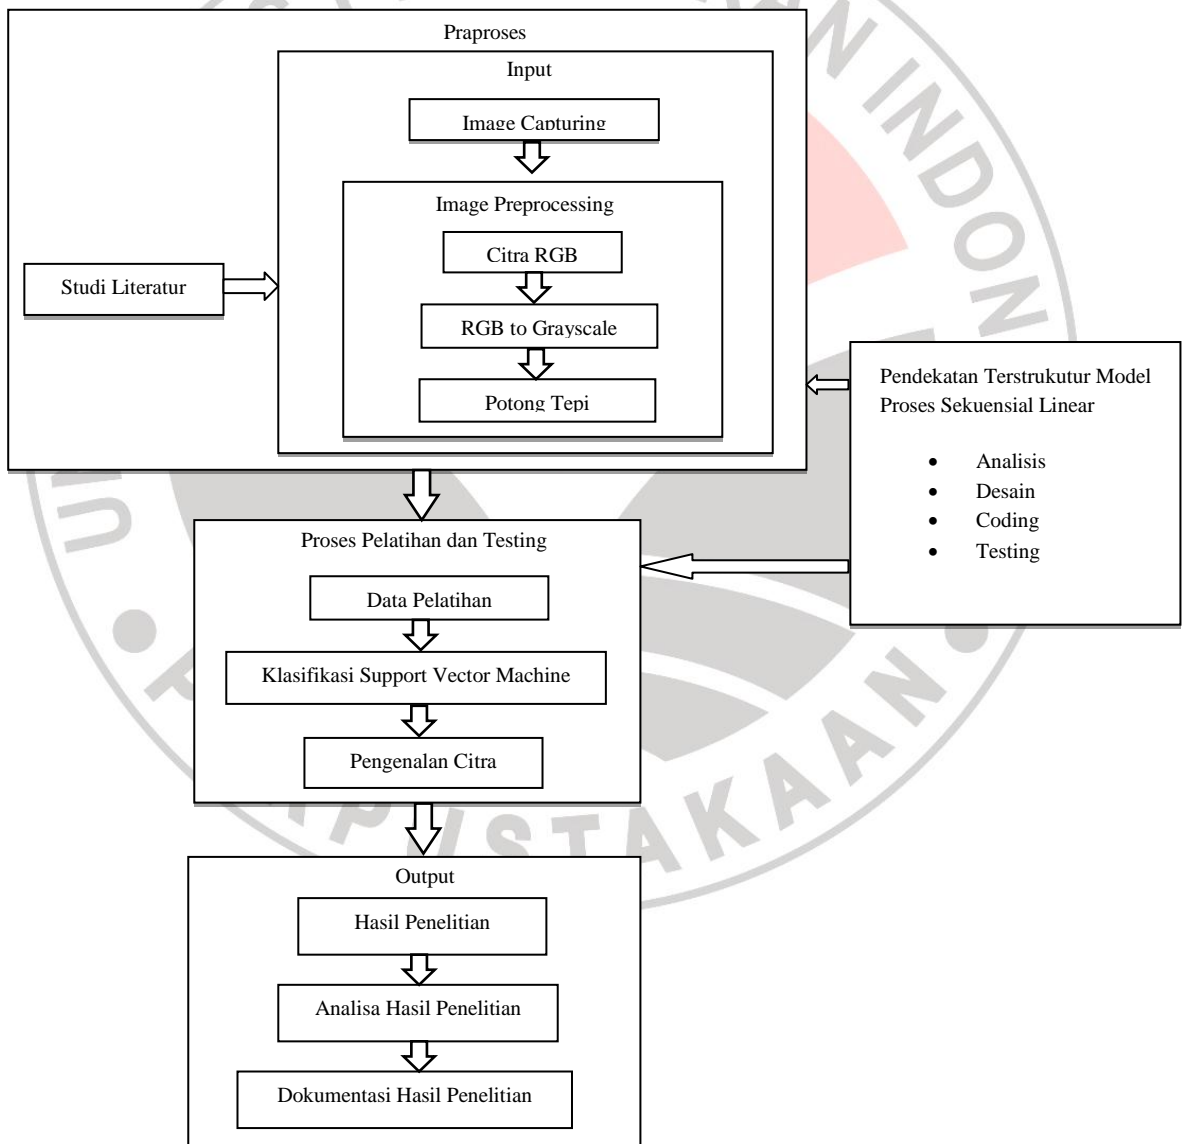 Praproses
Input
Image Capturing
Image Preprocessing
Citra RGB
Studi Literatur
RGB to Grayscale
Potong Tepi
Pendekatan Terstrukutur Model
Proses Sekuensial Linear
• Analisis
• Desain
• Coding
• Testing
Proses Pelatihan dan Testing
Data Pelatihan
Klasifikasi Support Vector Machine
Pengenalan Citra
Output
Hasil Penelitian
Analisa Hasil Penelitian
Dokumentasi Hasil Penelitian